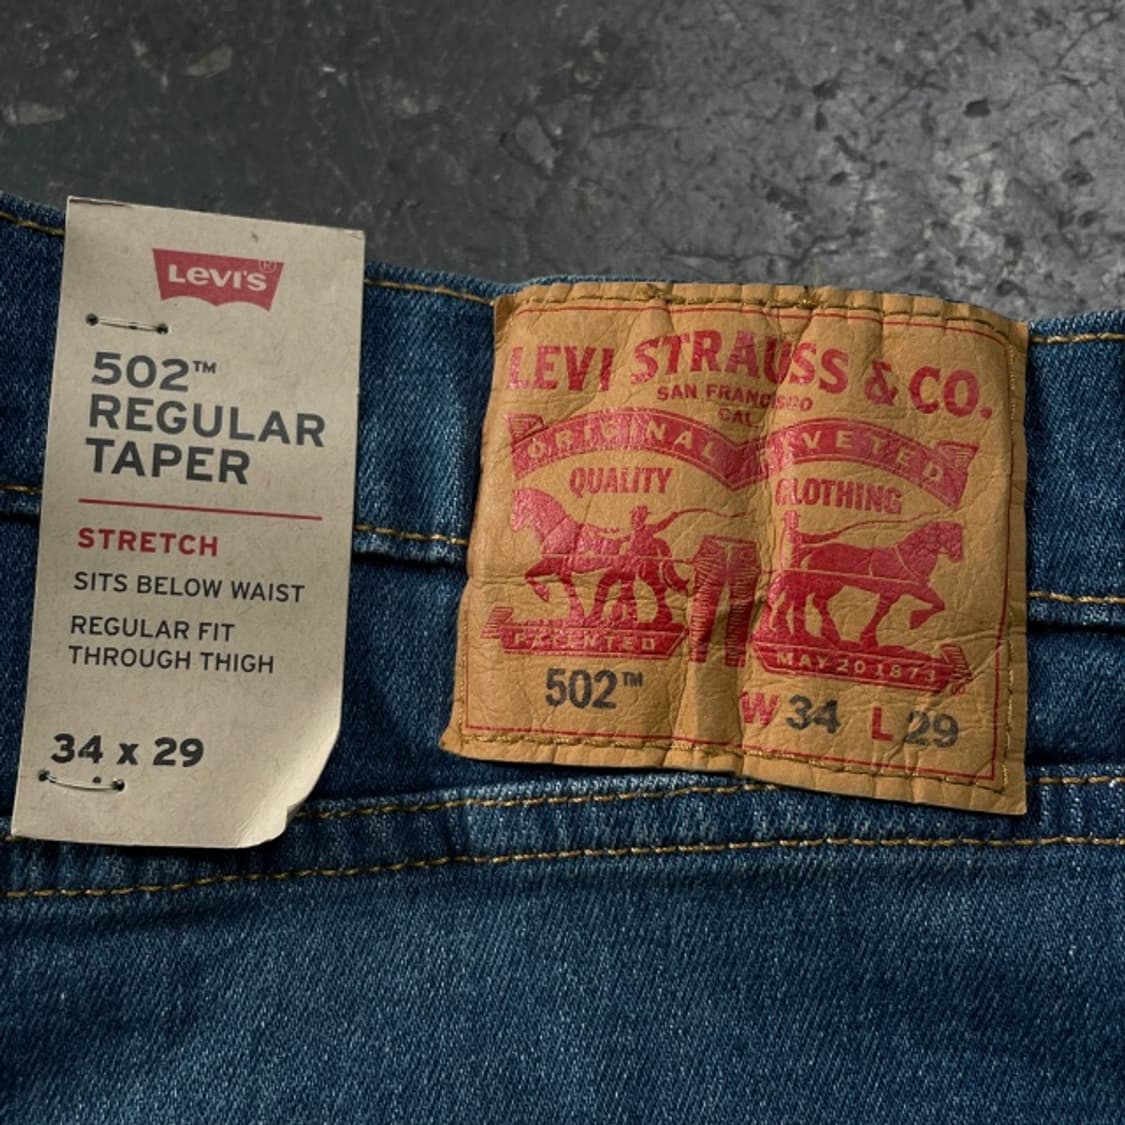 LEVI'S®
502™
REGULAR
TAPER
STRETCH
SITS BELOW WAIST
REGULAR FIT
THROUGH THIGH
34 x 29
LEVI STRAUSS & CO.
SAN FRANCISCO
CAL.
ORIGINAL
QUALITY CLOTHING
PATENTED
MAY 20 1873
502™
W 34 L 29